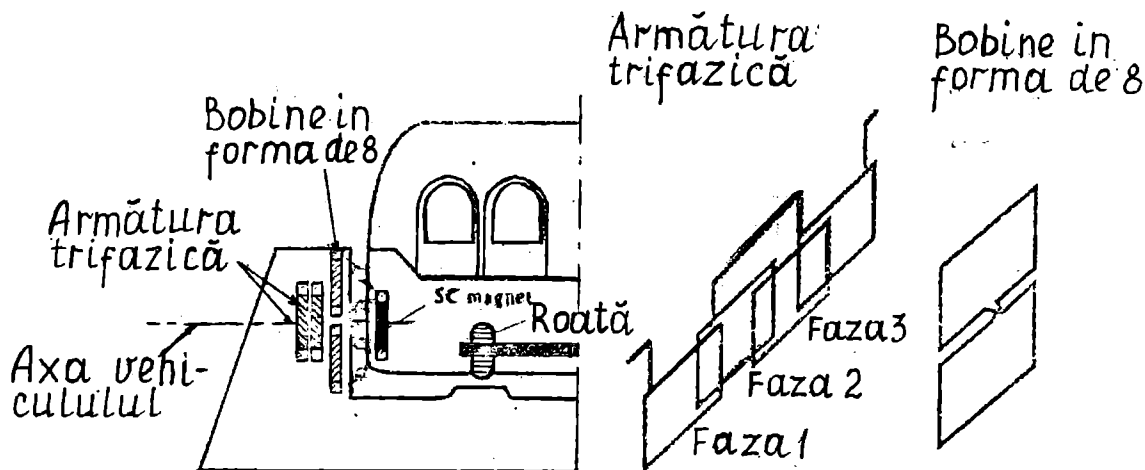 Armătura
trifazică
Bobine in
forma de 8
Bobine in
forma de 8
Armătura
trifazică
SC magnet
Roată
Axa vehi-
cululul
Faza 3
Faza 2
Faza 1